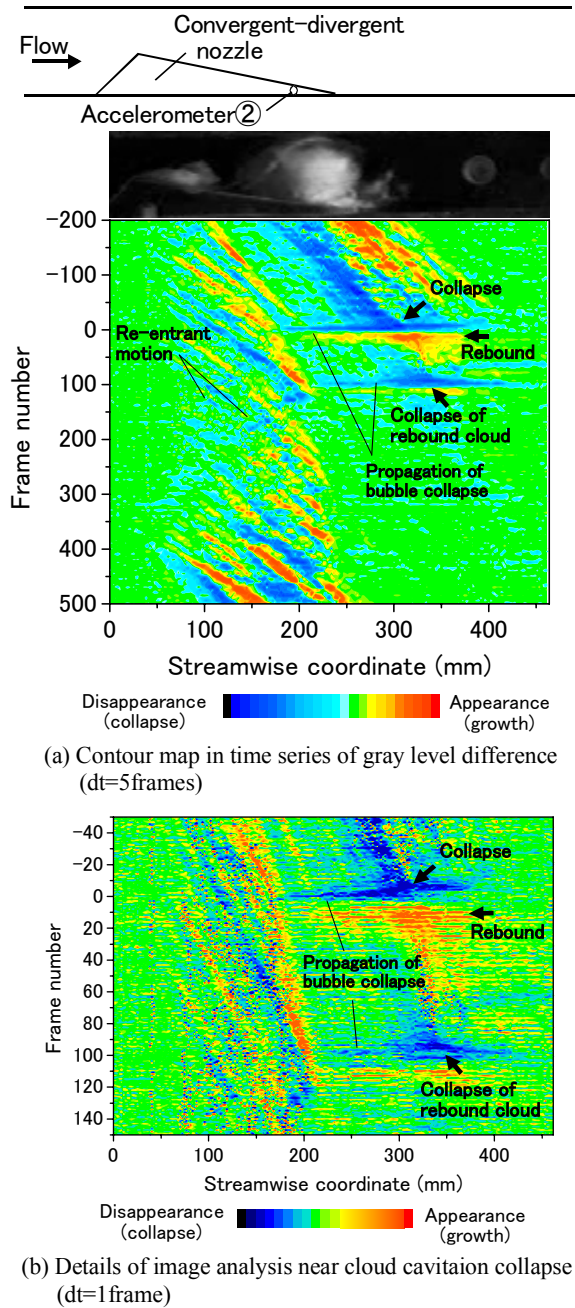 Convergent-divergent
nozzle
Flow
Accelerometer②
-200
-100
0
100
200
300
400
500
Frame number
Collapse
Rebound
Re-entrant
motion
Collapse of
rebound cloud
Propagation of
bubble collapse
0 100 200 300 400
Streamwise coordinate (mm)
Disappearance
(collapse)
Appearance
(growth)
(a) Contour map in time series of gray level difference
(dt=5frames)
-40
-20
0
20
40
60
80
100
120
140
Frame number
Collapse
Rebound
Propagation of
bubble collapse
Collapse of
rebound cloud
0 100 200 300 400
Streamwise coordinate (mm)
Disappearance
(collapse)
Appearance
(growth)
(b) Details of image analysis near cloud cavitaion collapse
(dt=1frame)